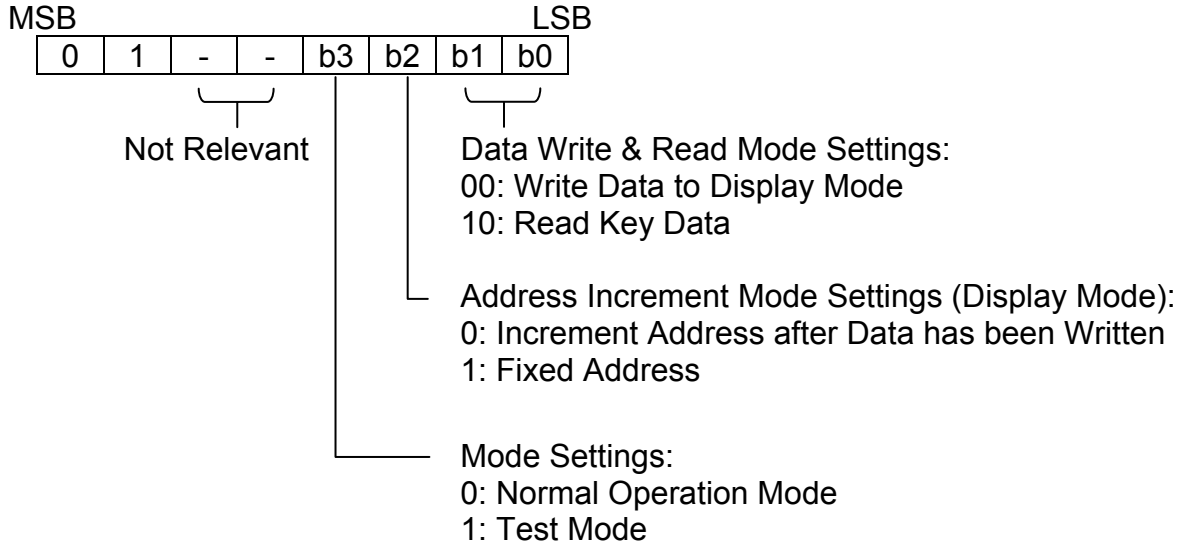 MSB LSB
0 1 - - b3 b2 b1 b0
Not Relevant
Data Write & Read Mode Settings:
00: Write Data to Display Mode
10: Read Key Data
Address Increment Mode Settings (Display Mode):
0: Increment Address after Data has been Written
1: Fixed Address
Mode Settings:
0: Normal Operation Mode
1: Test Mode